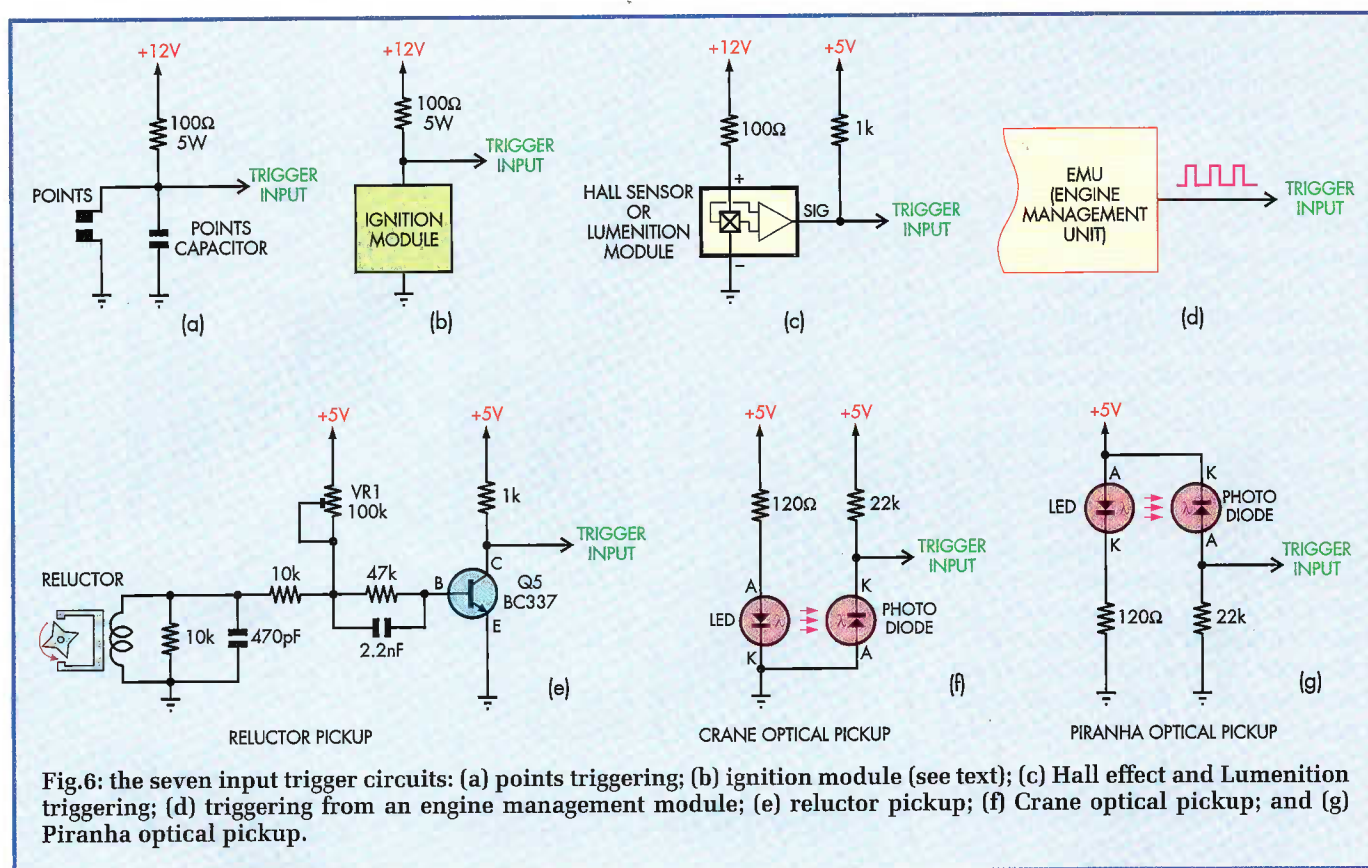 +12V
100Ω
5W
TRIGGER
INPUT
POINTS
POINTS
CAPACITOR
(a)
+12V
100Ω
5W
TRIGGER
INPUT
IGNITION
MODULE
(b)
+12V
+5V
100Ω
1k
+
HALL SENSOR
OR
LUMENITION
MODULE
SIG
TRIGGER
INPUT
–
(c)
EMU
(ENGINE
MANAGEMENT
UNIT)
TRIGGER
INPUT
(d)
+5V
+5V
VR1
100k
1k
TRIGGER
INPUT
RELUCTOR
10k
47k
B
C
Q5
BC337
E
10k
470pF
2.2nF
(e)
RELUCTOR PICKUP
+5V
+5V
120Ω
22k
TRIGGER
INPUT
A
K
LED
λ
λ
PHOTO
DIODE
K
A
(f)
CRANE OPTICAL PICKUP
+5V
A
K
LED
λ
λ
PHOTO
DIODE
K
A
TRIGGER
INPUT
120Ω
22k
(g)
PIRANHA OPTICAL PICKUP
Fig.6: the seven input trigger circuits: (a) points triggering; (b) ignition module (see text); (c) Hall effect and Lumenition
triggering; (d) triggering from an engine management module; (e) reluctor pickup; (f) Crane optical pickup; and (g)
Piranha optical pickup.